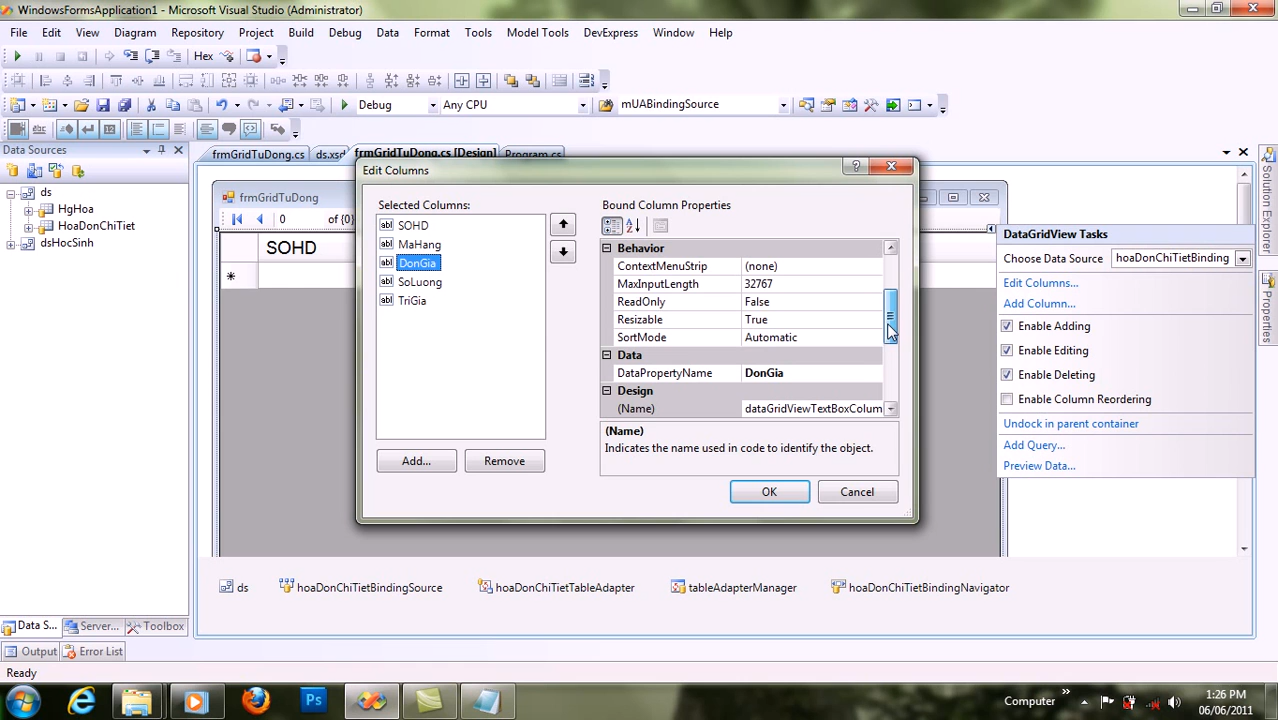 WindowsFormsApplication1 - Microsoft Visual Studio (Administrator)
File Edit View Diagram Repository Project Build Debug Data Format Tools Model Tools DevExpress Window Help
Hex
Debug Any CPU mUABindingSource
Data Sources
ds
HgHoa
HoaDonChiTiet
dsHocSinh
frmGridTuDong.cs ds.xsd frmGridTuDong.cs [Design] Program.cs
frmGridTuDong
0 of {0}
SOHD
Edit Columns
Selected Columns:
SOHD
MaHang
DonGia
SoLuong
TriGia
Add... Remove
Bound Column Properties
Behavior
ContextMenuStrip (none)
MaxInputLength 32767
ReadOnly False
Resizable True
SortMode Automatic
Data
DataPropertyName DonGia
Design
(Name) dataGridViewTextBoxColum
(Name)
Indicates the name used in code to identify the object.
OK Cancel
DataGridView Tasks
Choose Data Source hoaDonChiTietBinding
Edit Columns...
Add Column...
Enable Adding
Enable Editing
Enable Deleting
Enable Column Reordering
Undock in parent container
Add Query...
Preview Data...
Solution Explorer
Properties
ds hoaDonChiTietBindingSource hoaDonChiTietTableAdapter tableAdapterManager hoaDonChiTietBindingNavigator
Data S... Server... Toolbox
Output Error List
Ready
Ps
Computer
1:26 PM
06/06/2011